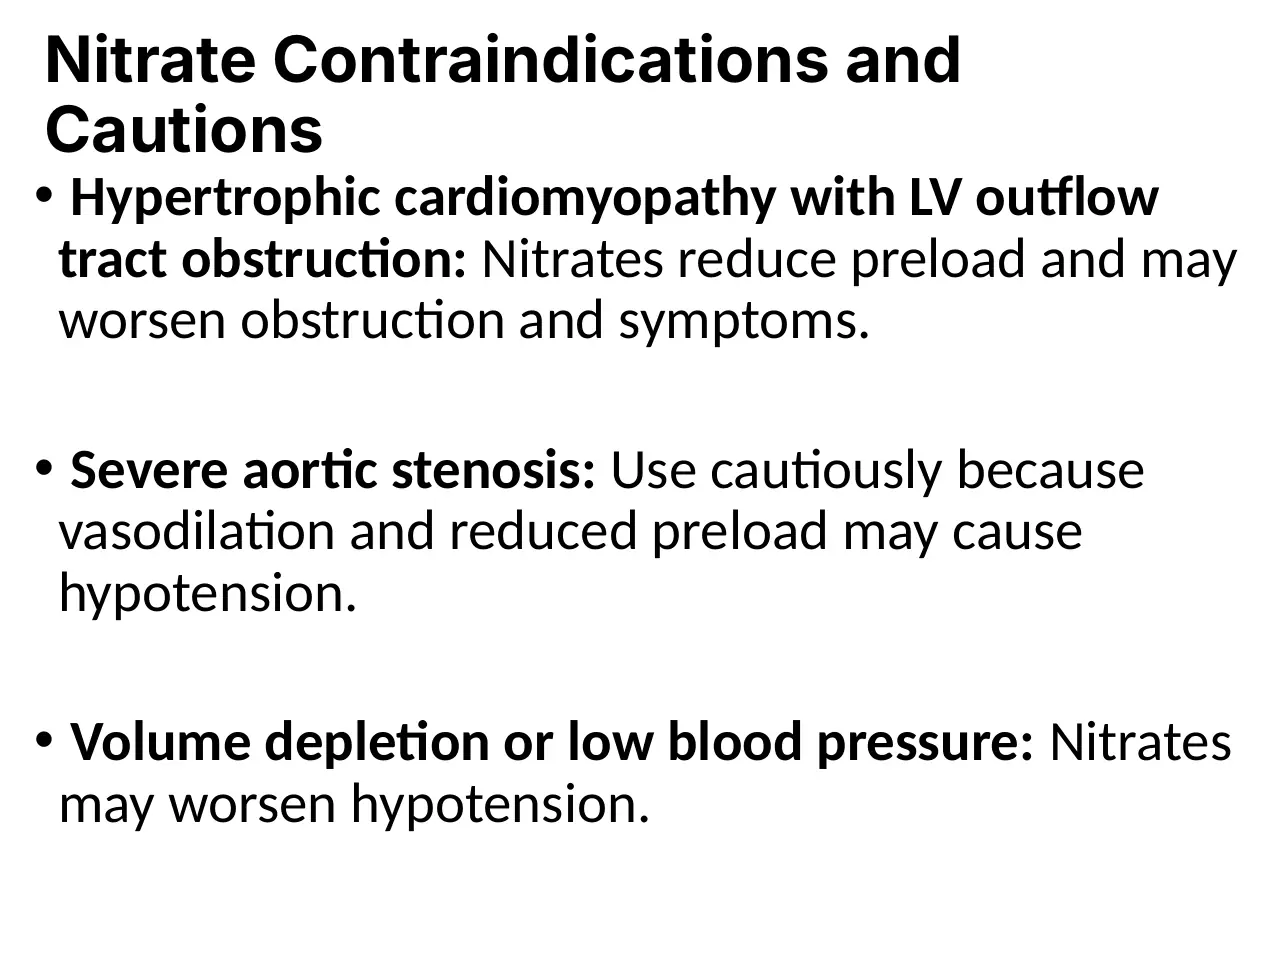 Nitrate Contraindications and
Cautions
• Hypertrophic cardiomyopathy with LV outflow
tract obstruction: Nitrates reduce preload and may
worsen obstruction and symptoms.
• Severe aortic stenosis: Use cautiously because
vasodilation and reduced preload may cause
hypotension.
• Volume depletion or low blood pressure: Nitrates
may worsen hypotension.